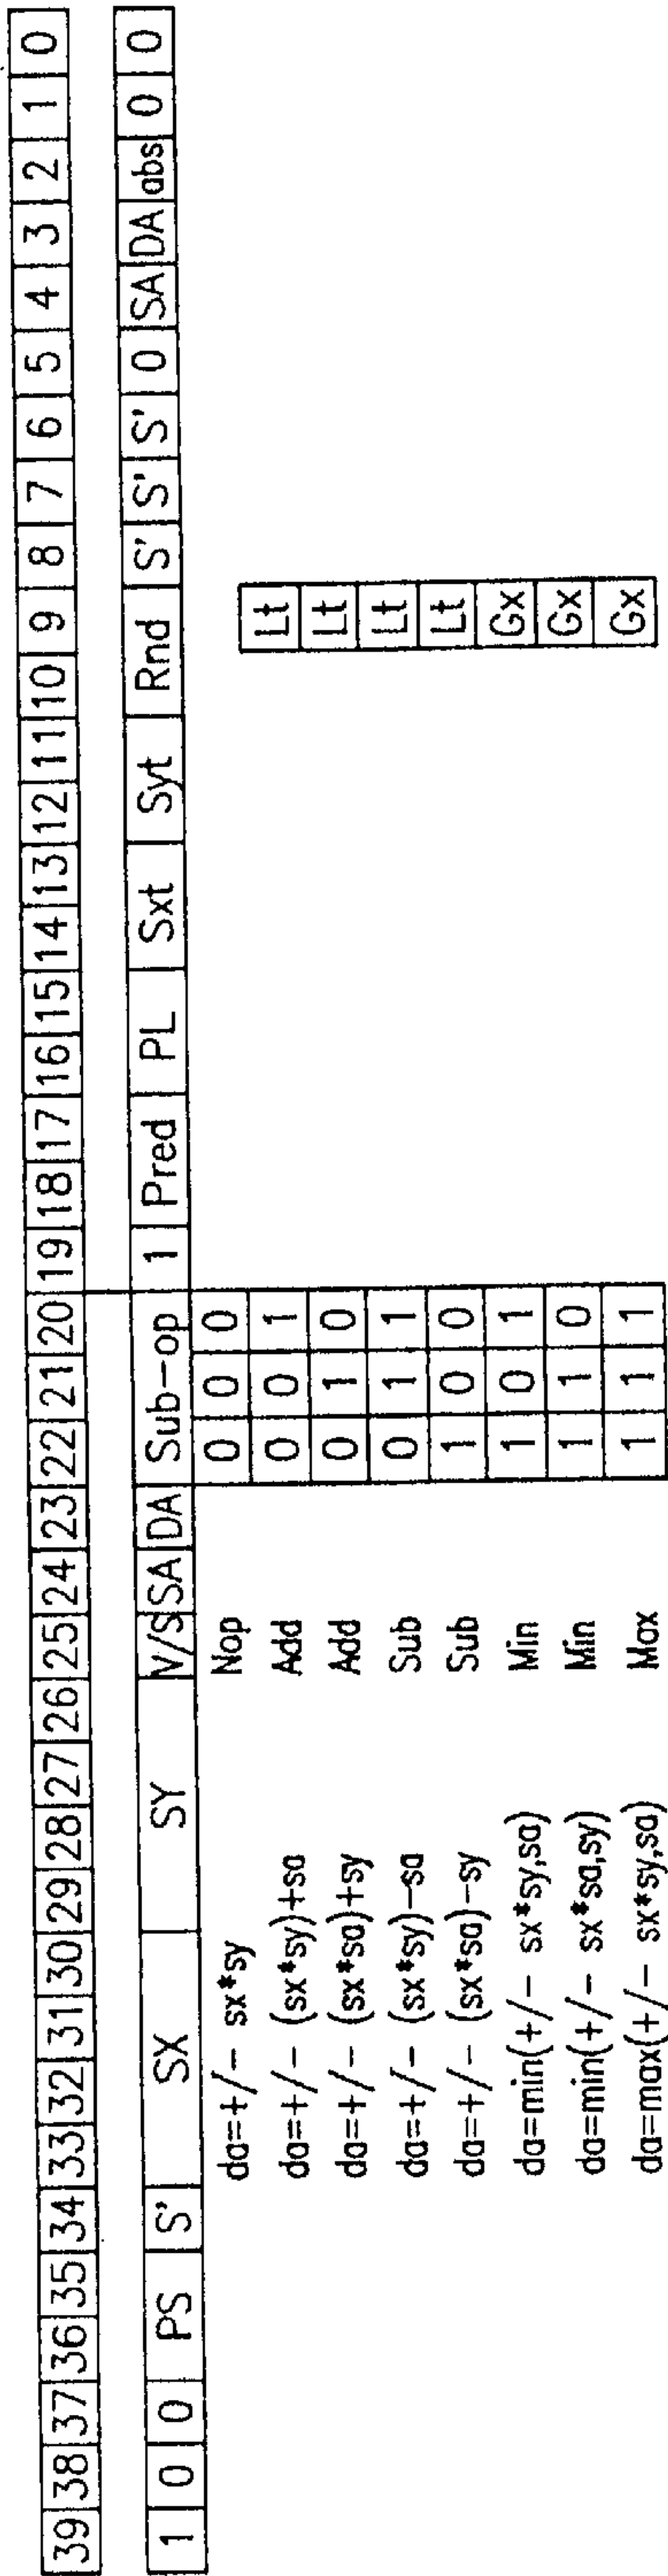 39 38 37 36 35 34 33 32 31 30 29 28 27 26 25 24 23 22 21 20 19 18 17 16 15 14 13 12 11 10 9 8 7 6 5 4 3 2 1 0
1 0 0 PS S' SX SY V/S SA DA Sub-op 1 Pred PL Sxt Syt Rnd S' S' S' 0 SA DA abs 0 0
da=+/- sx*sy Nop 0 0 0
da=+/- (sx*sy)+sa Add 0 0 1 Lt
da=+/- (sx*sa)+sy Add 0 1 0 Lt
da=+/- (sx*sy)-sa Sub 0 1 1 Lt
da=+/- (sx*sa)-sy Sub 1 0 0 Lt
da=min(+/- sx*sy,sa) Min 1 0 1 Gx
da=min(+/- sx*sa,sy) Min 1 1 0 Gx
da=max(+/- sx*sy,sa) Max 1 1 1 Gx